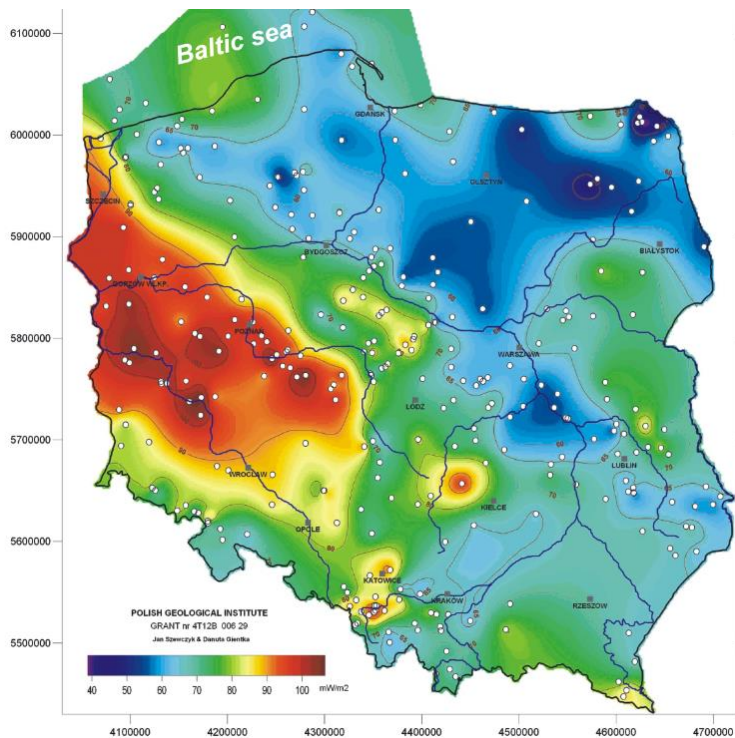 6100000
Baltic sea
GDANSK
6000000
OLSZTYN
SZCZECIN
5900000
BYDGOSZCZ
BIAŁYSTOK
GORZOW WLKP.
5800000
POZNAN
WARSZAWA
LODZ
5700000
LUBLIN
WROCLAW
KIELCE
5600000
OPOLE
KATOWICE
KRAKÓW
RZESZOW
POLISH GEOLOGICAL INSTITUTE
GRANT nr 4T12B 006 29
Jan Szewczyk & Danuta Gientka
5500000
40 50 60 70 80 90 100 mW/m2
4100000 4200000 4300000 4400000 4500000 4600000 4700000